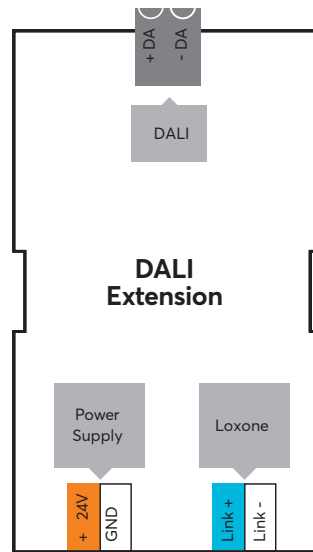 + DA
- DA
DALI
DALI
Extension
Power
Supply
Loxone
+ 24V
GND
Link +
Link -